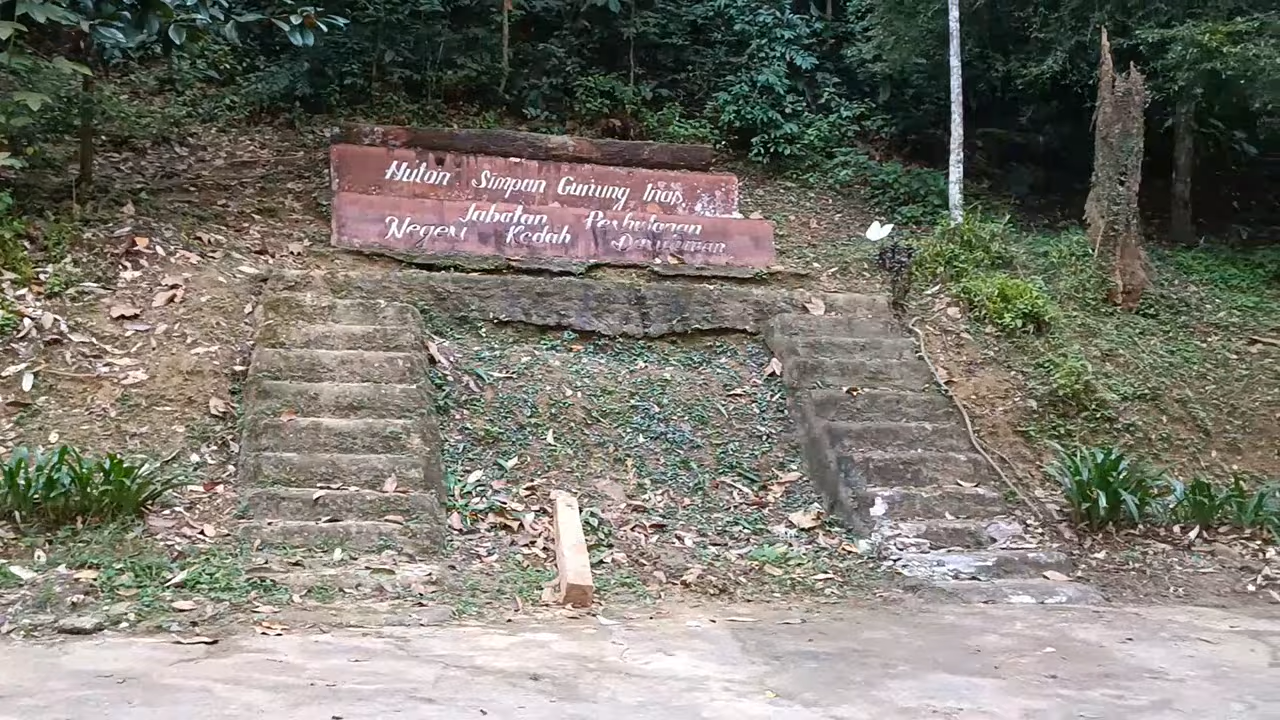 Hutan Simpan Gunung Inas
Jabatan Perhutanan
Negeri Kedah Darulaman